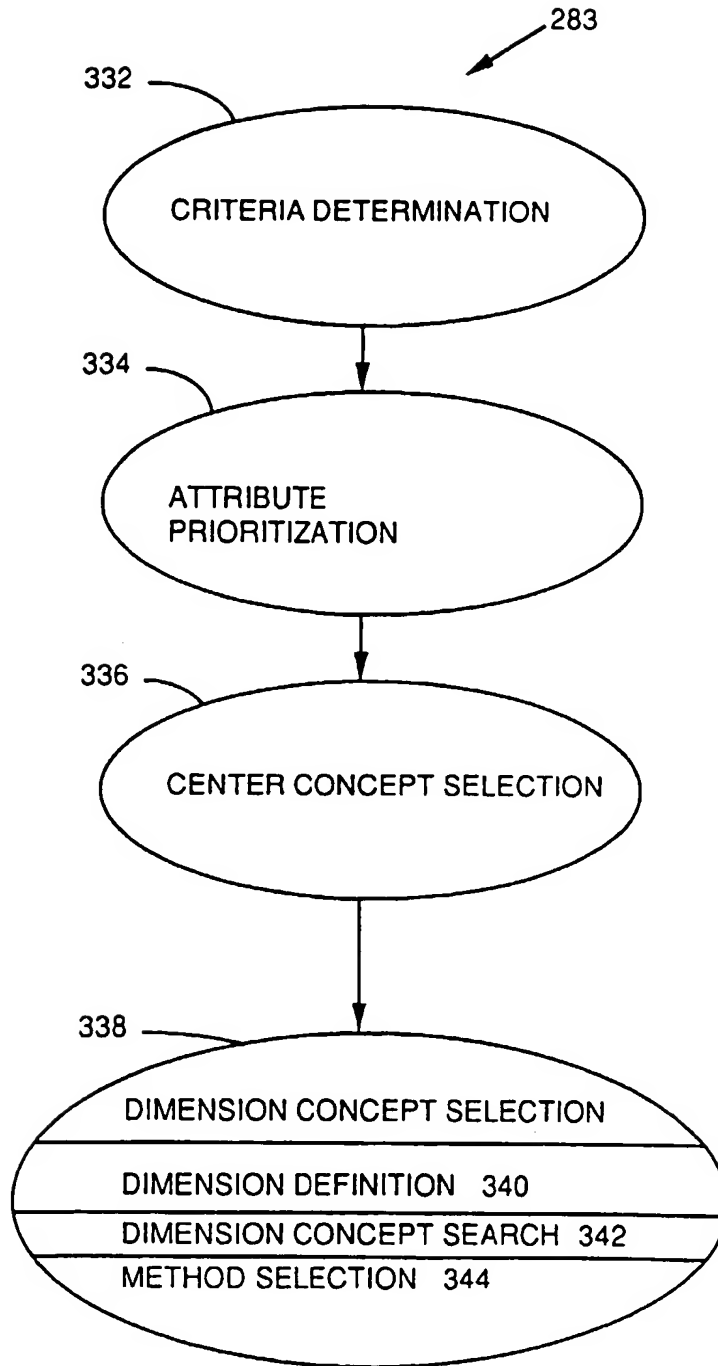 283
332
CRITERIA DETERMINATION
334
ATTRIBUTE
PRIORITIZATION
336
CENTER CONCEPT SELECTION
338
DIMENSION CONCEPT SELECTION
DIMENSION DEFINITION 340
DIMENSION CONCEPT SEARCH 342
METHOD SELECTION 344